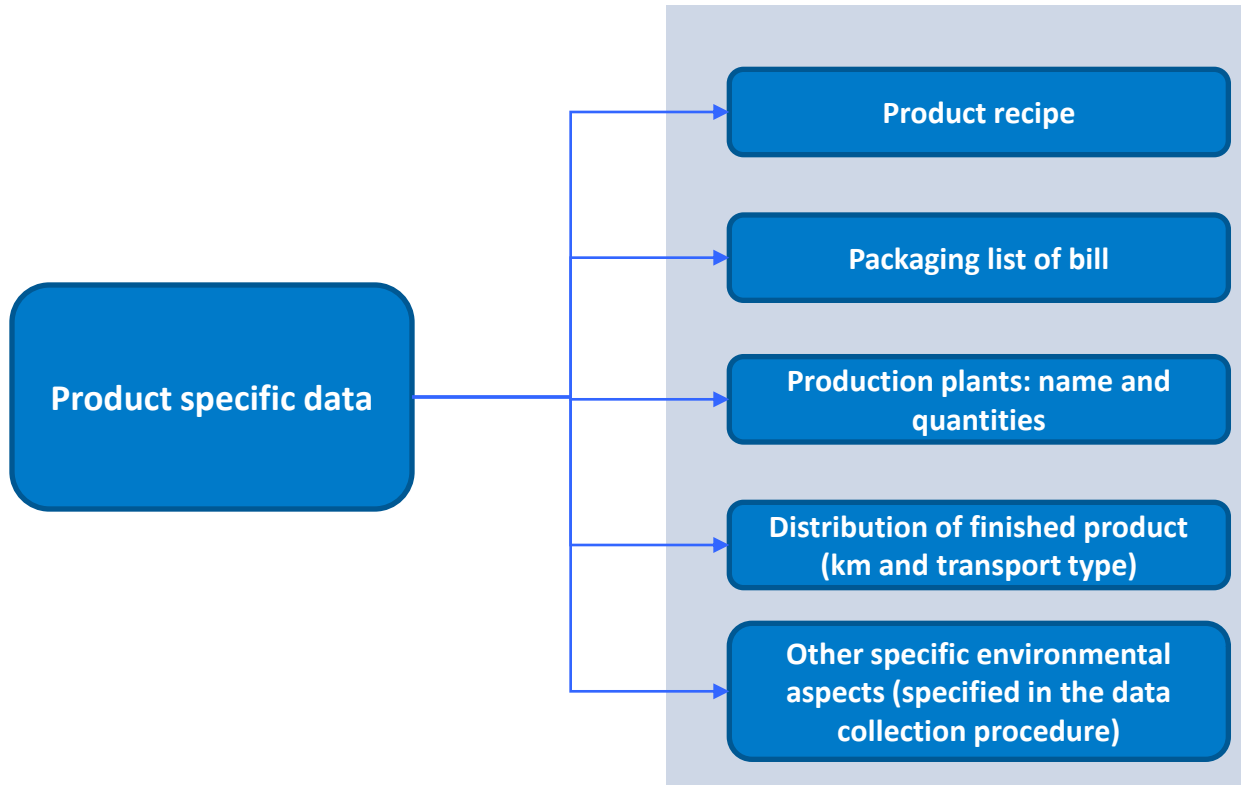 Product specific data
Product recipe
Packaging list of bill
Production plants: name and
quantities
Distribution of finished product
(km and transport type)
Other specific environmental
aspects (specified in the data
collection procedure)